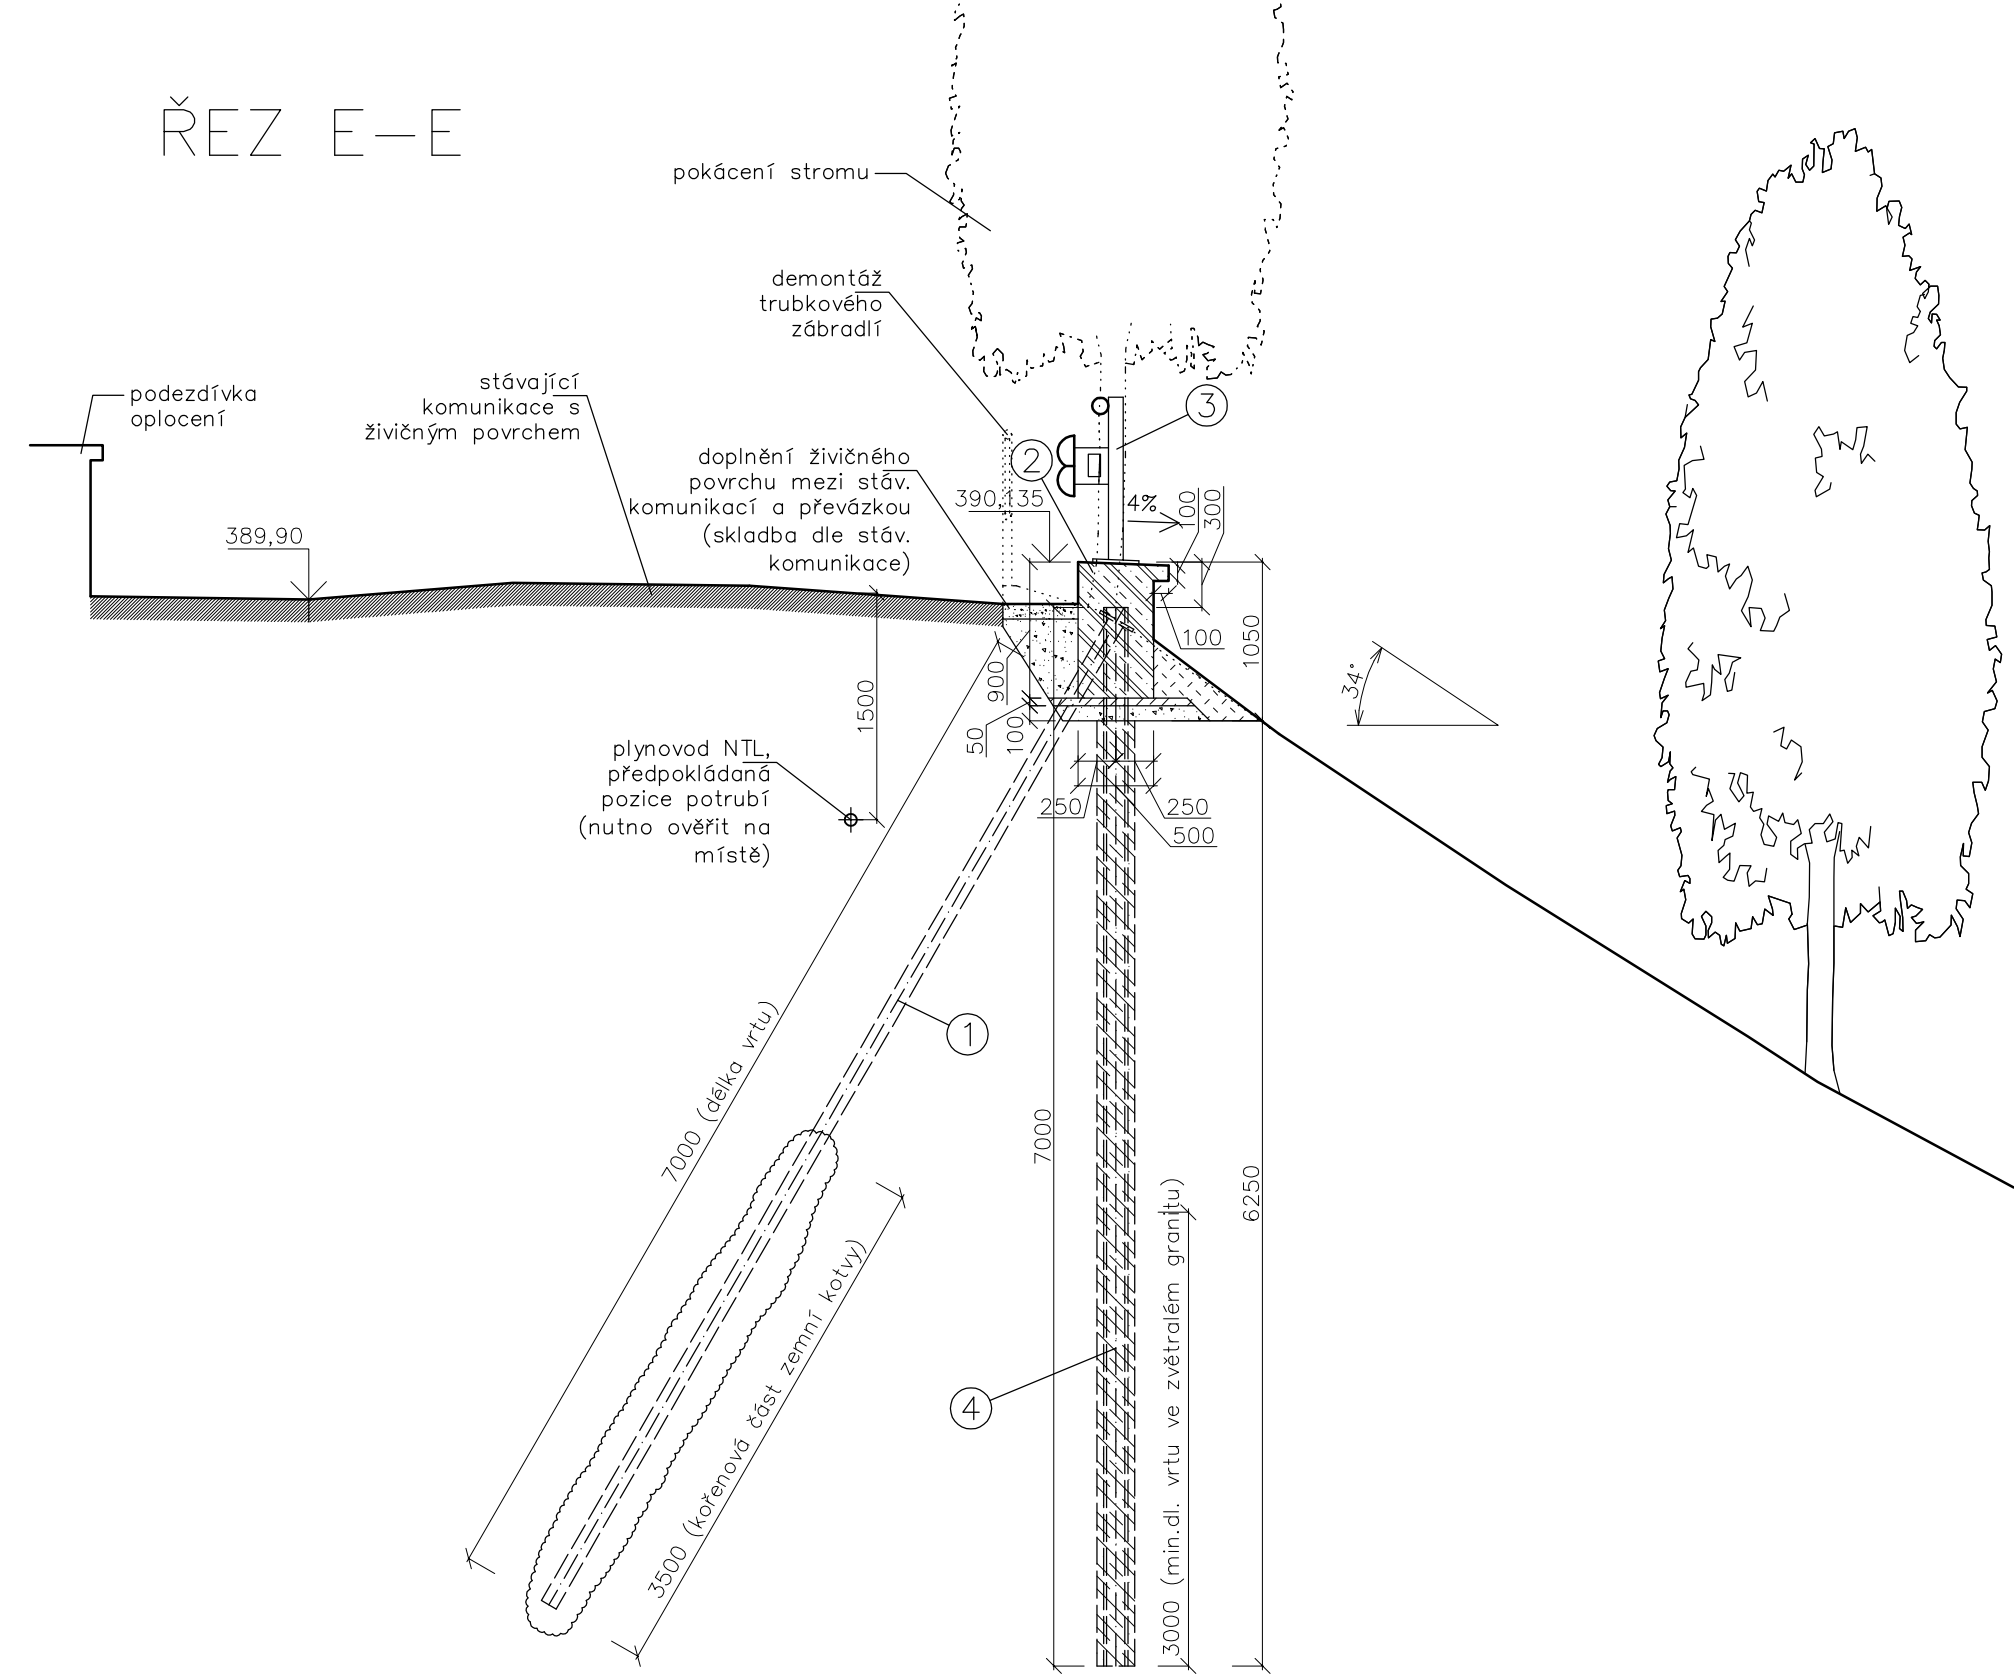 ŘEZ E–E
pokácení stromu
demontáž
trubkového
zábradlí
podezdívka
oplocení
stávající
komunikace s
živičným povrchem
doplnění živičného
povrchu mezi stáv.
komunikací a převázkou
(skladba dle stáv.
komunikace)
389,90
390,135
3
2
4%
100
300
100
1050
900
1500
50
100
34°
plynovod NTL,
předpokládaná
pozice potrubí
(nutno ověřit na
místě)
250
250
500
1
7000 (délka vrtu)
7000
6250
3500 (kořenová část zemní kotvy)
3000 (min.dl. vrtu ve zvětralém granitu)
4